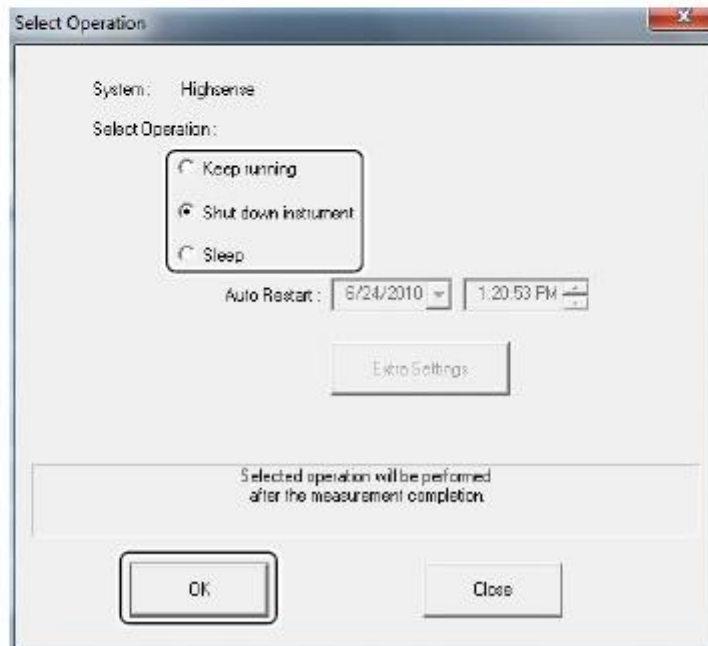 Select Operation
System : Highsense
Select Operation :
Keep running
Shut down instrument
Sleep
Auto Restart : 6/24/2010 1:20:53 PM
Extra Settings
Selected operation will be performed
after the measurement completion.
OK Close